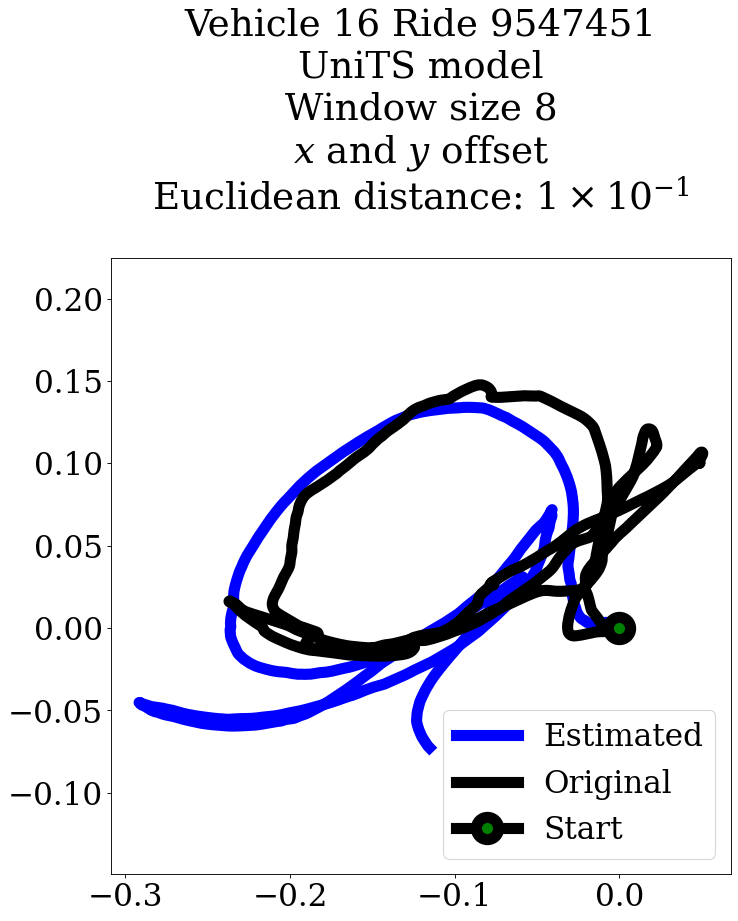 Vehicle 16 Ride 9547451
UniTS model
Window size 8
x and y offset
Euclidean distance: 1 × 10⁻¹
0.20
0.15
0.10
0.05
0.00
−0.05
−0.10
Estimated
Original
Start
−0.3
−0.2
−0.1
0.0